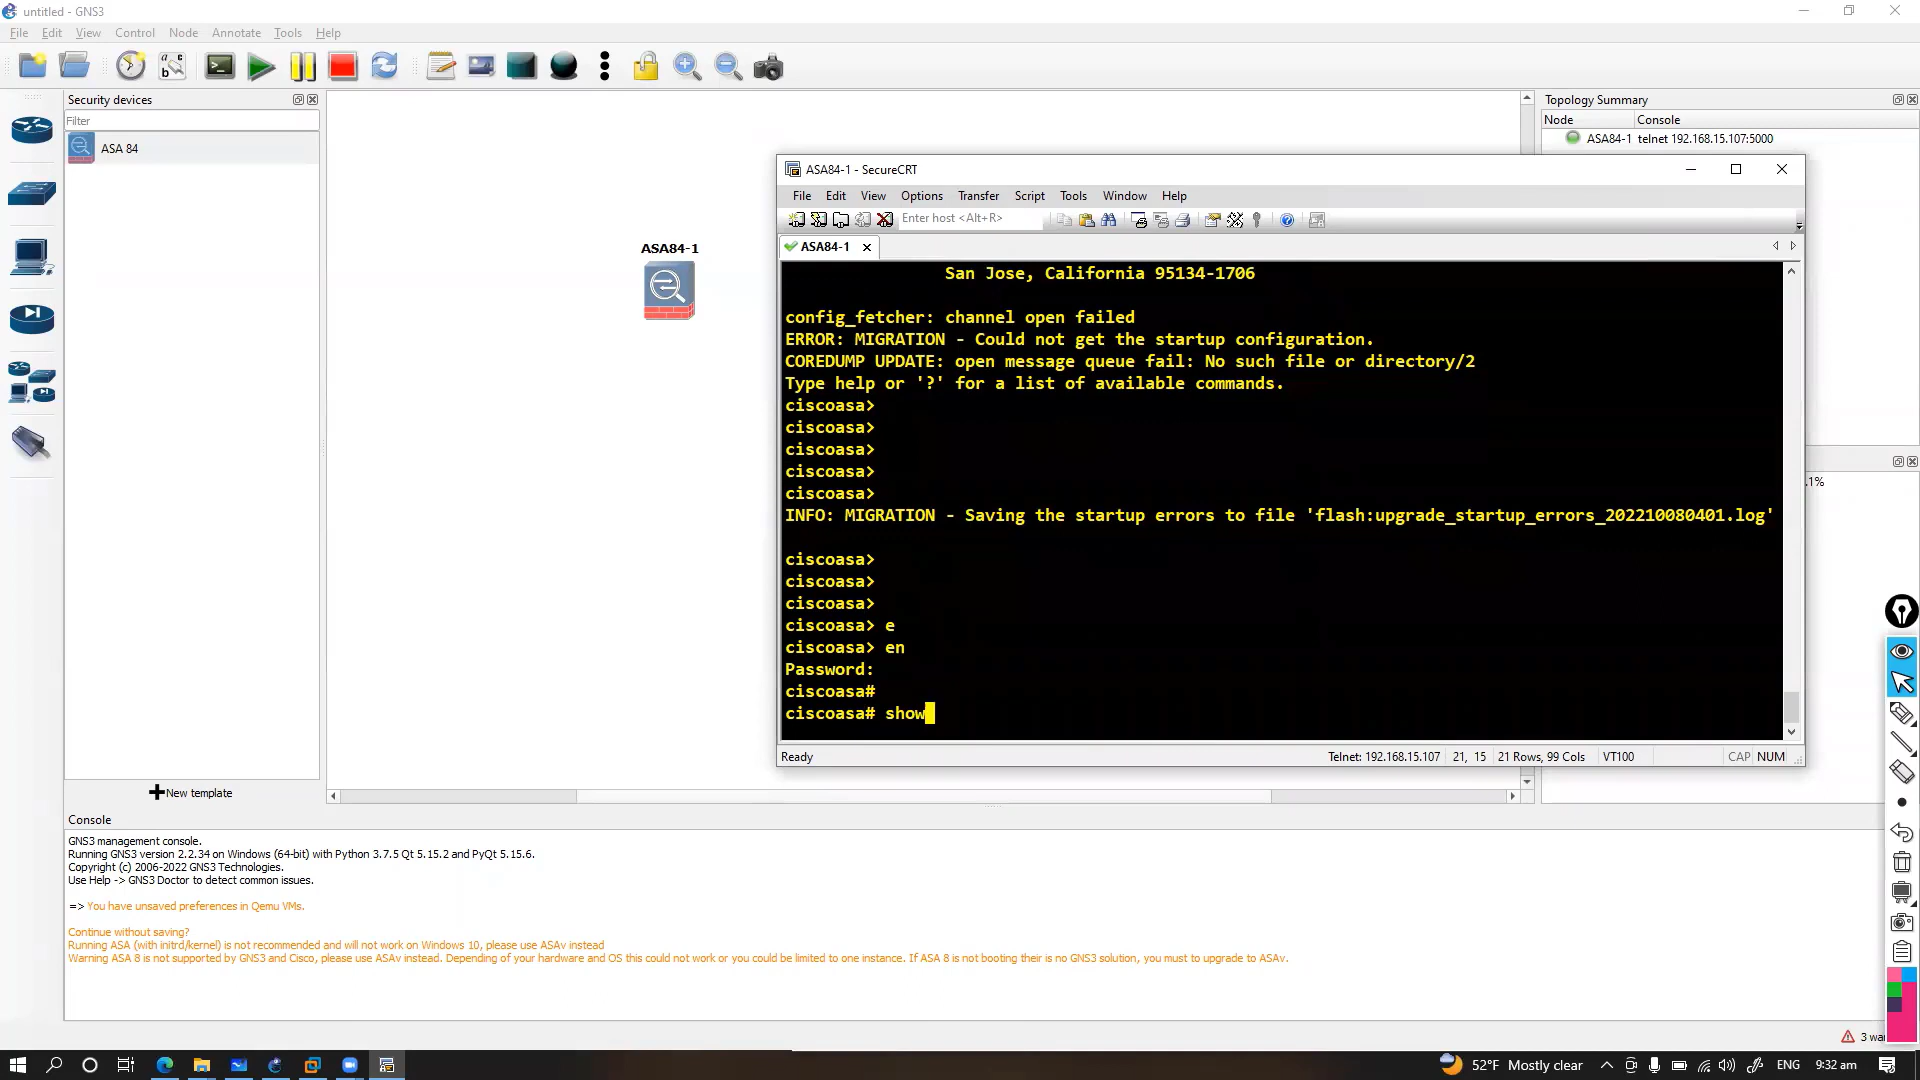 untitled - GNS3
File Edit View Control Node Annotate Tools Help
Security devices
Filter
ASA 84
New template
ASA84-1
Topology Summary
Node Console
ASA84-1 telnet 192.168.15.107:5000
.1%
ASA84-1 - SecureCRT
File Edit View Options Transfer Script Tools Window Help
Enter host <Alt+R>
ASA84-1
San Jose, California 95134-1706
config_fetcher: channel open failed
ERROR: MIGRATION - Could not get the startup configuration.
COREDUMP UPDATE: open message queue fail: No such file or directory/2
Type help or '?' for a list of available commands.
ciscoasa>
ciscoasa>
ciscoasa>
ciscoasa>
ciscoasa>
INFO: MIGRATION - Saving the startup errors to file 'flash:upgrade_startup_errors_202210080401.log'
ciscoasa>
ciscoasa>
ciscoasa>
ciscoasa> e
ciscoasa> en
Password:
ciscoasa#
ciscoasa# show
Ready Telnet: 192.168.15.107 21, 15 21 Rows, 99 Cols VT100 CAP NUM
Console
GNS3 management console.
Running GNS3 version 2.2.34 on Windows (64-bit) with Python 3.7.5 Qt 5.15.2 and PyQt 5.15.6.
Copyright (c) 2006-2022 GNS3 Technologies.
Use Help -> GNS3 Doctor to detect common issues.
=> You have unsaved preferences in Qemu VMs.
Continue without saving?
Running ASA (with initrd/kernel) is not recommended and will not work on Windows 10, please use ASAv instead
Warning ASA 8 is not supported by GNS3 and Cisco, please use ASAv instead. Depending of your hardware and OS this could not work or you could be limited to one instance. If ASA 8 is not booting their is no GNS3 solution, you must to upgrade to ASAv.
3 wa
52°F Mostly clear ENG 9:32 am